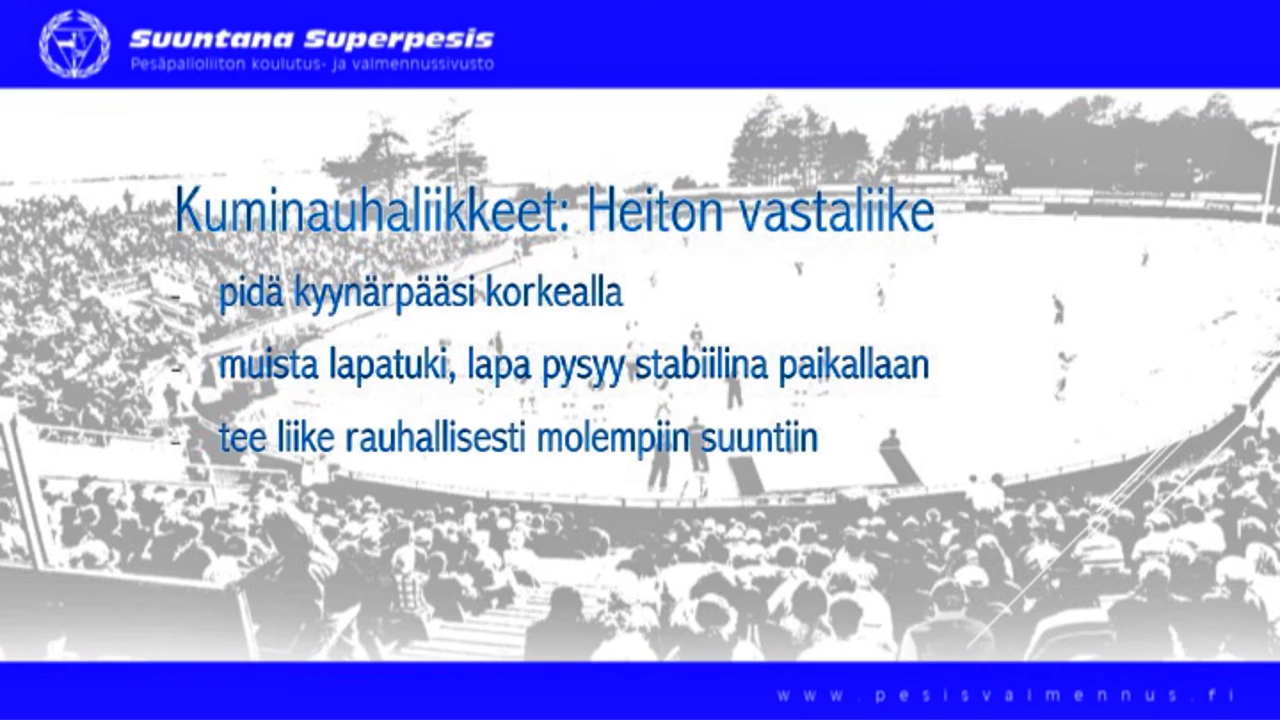 Suuntana Superpesis
Pesäpalloliiton koulutus- ja valmennussivusto
Kuminauhaliikkeet: Heiton vastaliike
- pidä kyynärpääsi korkealla
- muista lapatuki, lapa pysyy stabiilina paikallaan
- tee liike rauhallisesti molempiin suuntiin
www.pesisvalmennus.fi